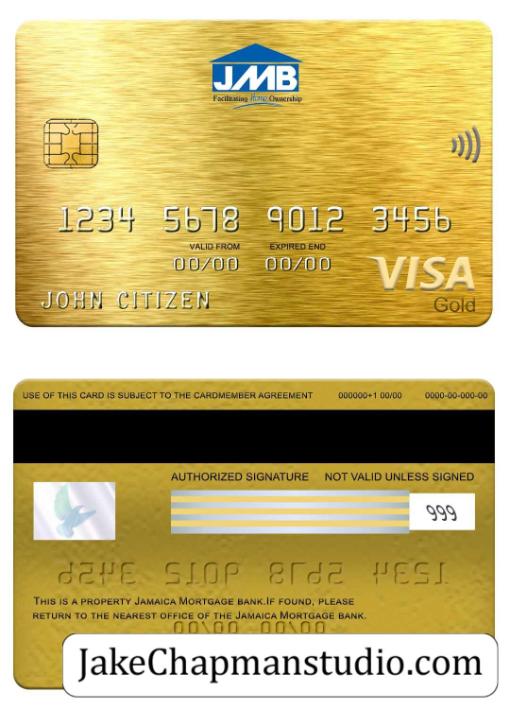 JMB
Facilitating Home Ownership
1234 5678 9012 3456
VALID FROM EXPIRED END
00/00 00/00
VISA
JOHN CITIZEN
Gold
USE OF THIS CARD IS SUBJECT TO THE CARDMEMBER AGREEMENT 000000+1 00/00 0000-00-000-00
AUTHORIZED SIGNATURE NOT VALID UNLESS SIGNED
999
THIS IS A PROPERTY JAMAICA MORTGAGE BANK.IF FOUND, PLEASE
RETURN TO THE NEAREST OFFICE OF THE JAMAICA MORTGAGE BANK.
JakeChapmanstudio.com